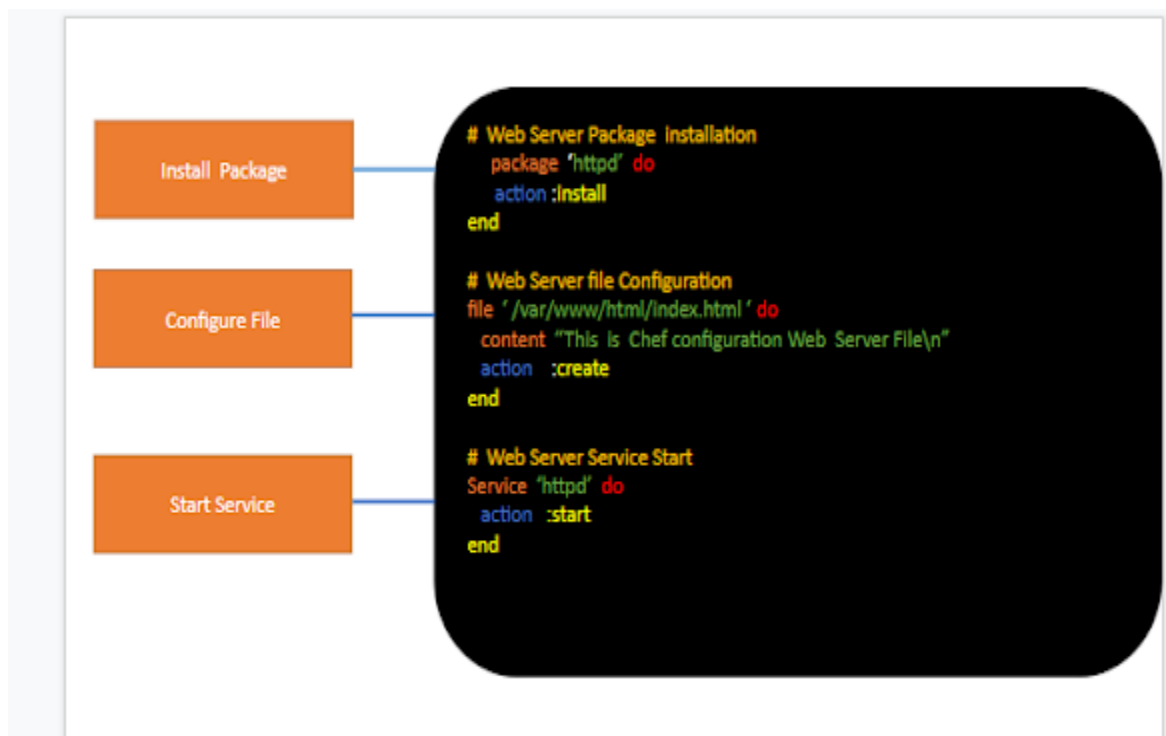 Install Package
# Web Server Package installation
package ‘httpd’ do
action :install
end
Configure File
# Web Server file Configuration
file ‘ /var/www/html/index.html ‘ do
content “This is Chef configuration Web Server File\n”
action :create
end
Start Service
# Web Server Service Start
Service ‘httpd’ do
action :start
end